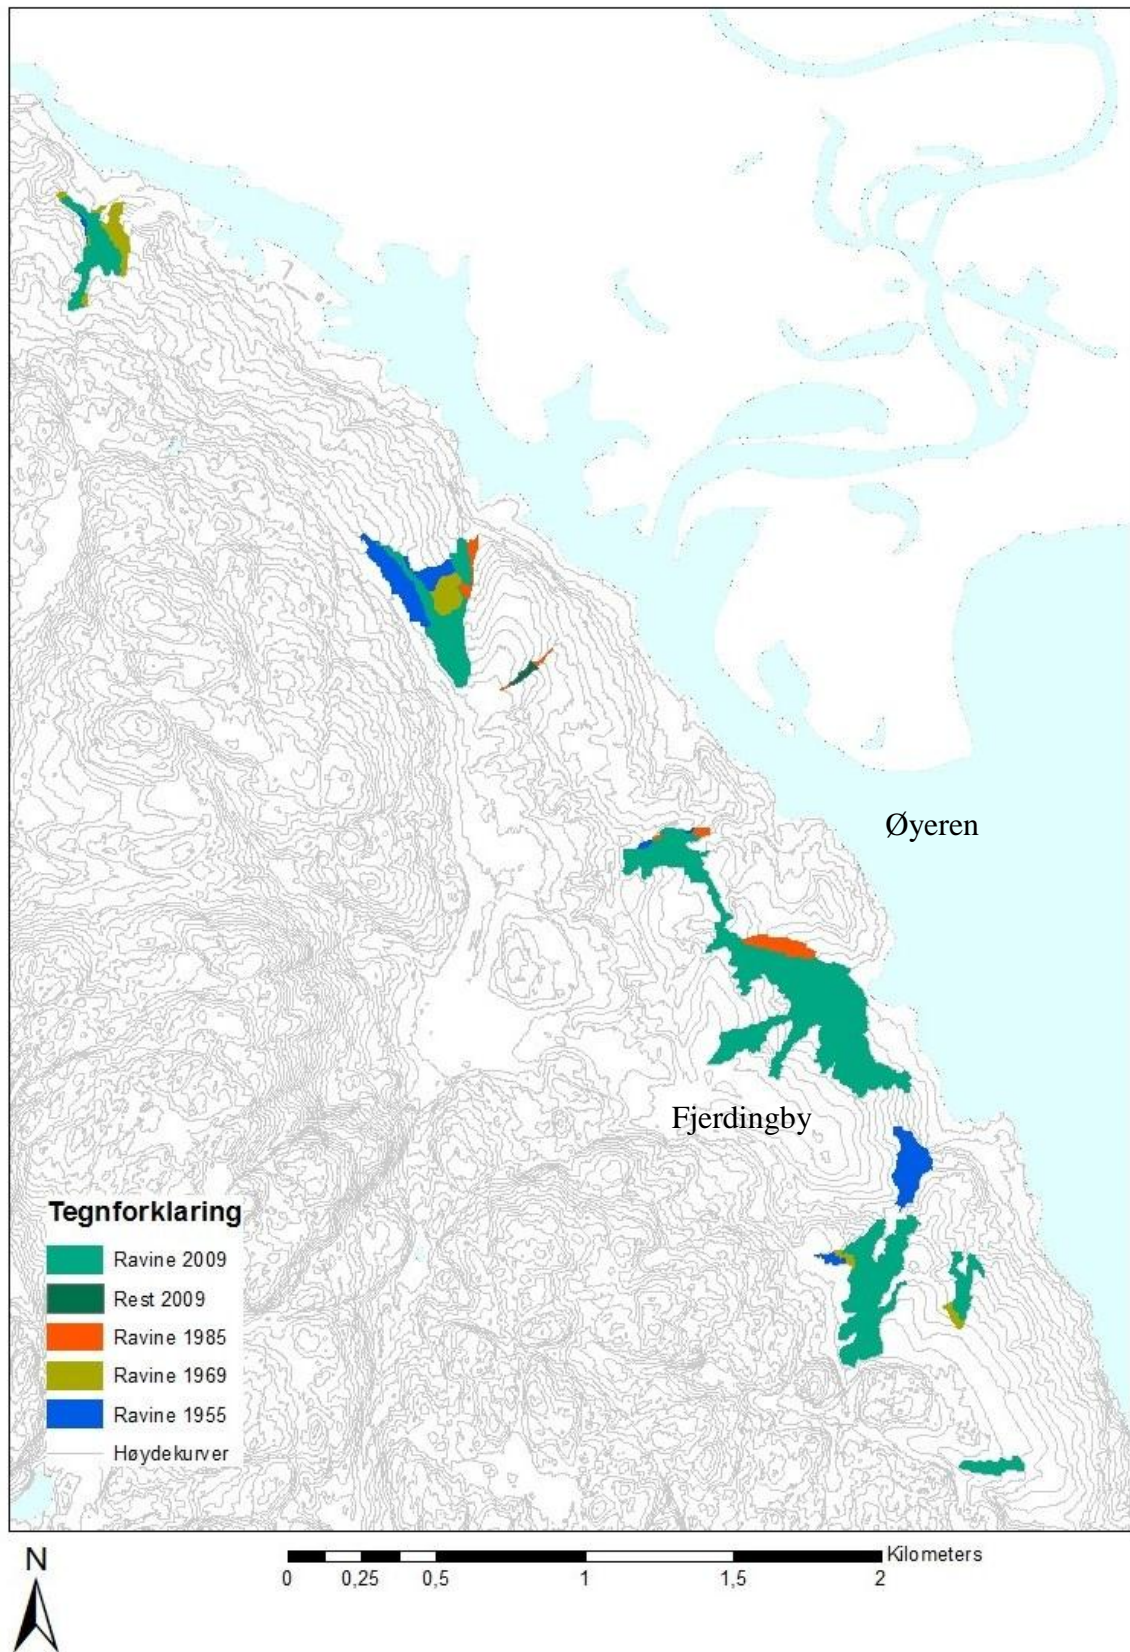 Øyeren
Fjerdingby
Tegnforklaring
Ravine 2009
Rest 2009
Ravine 1985
Ravine 1969
Ravine 1955
Høydekurver
N
Kilometers
0 0,25 0,5 1 1,5 2